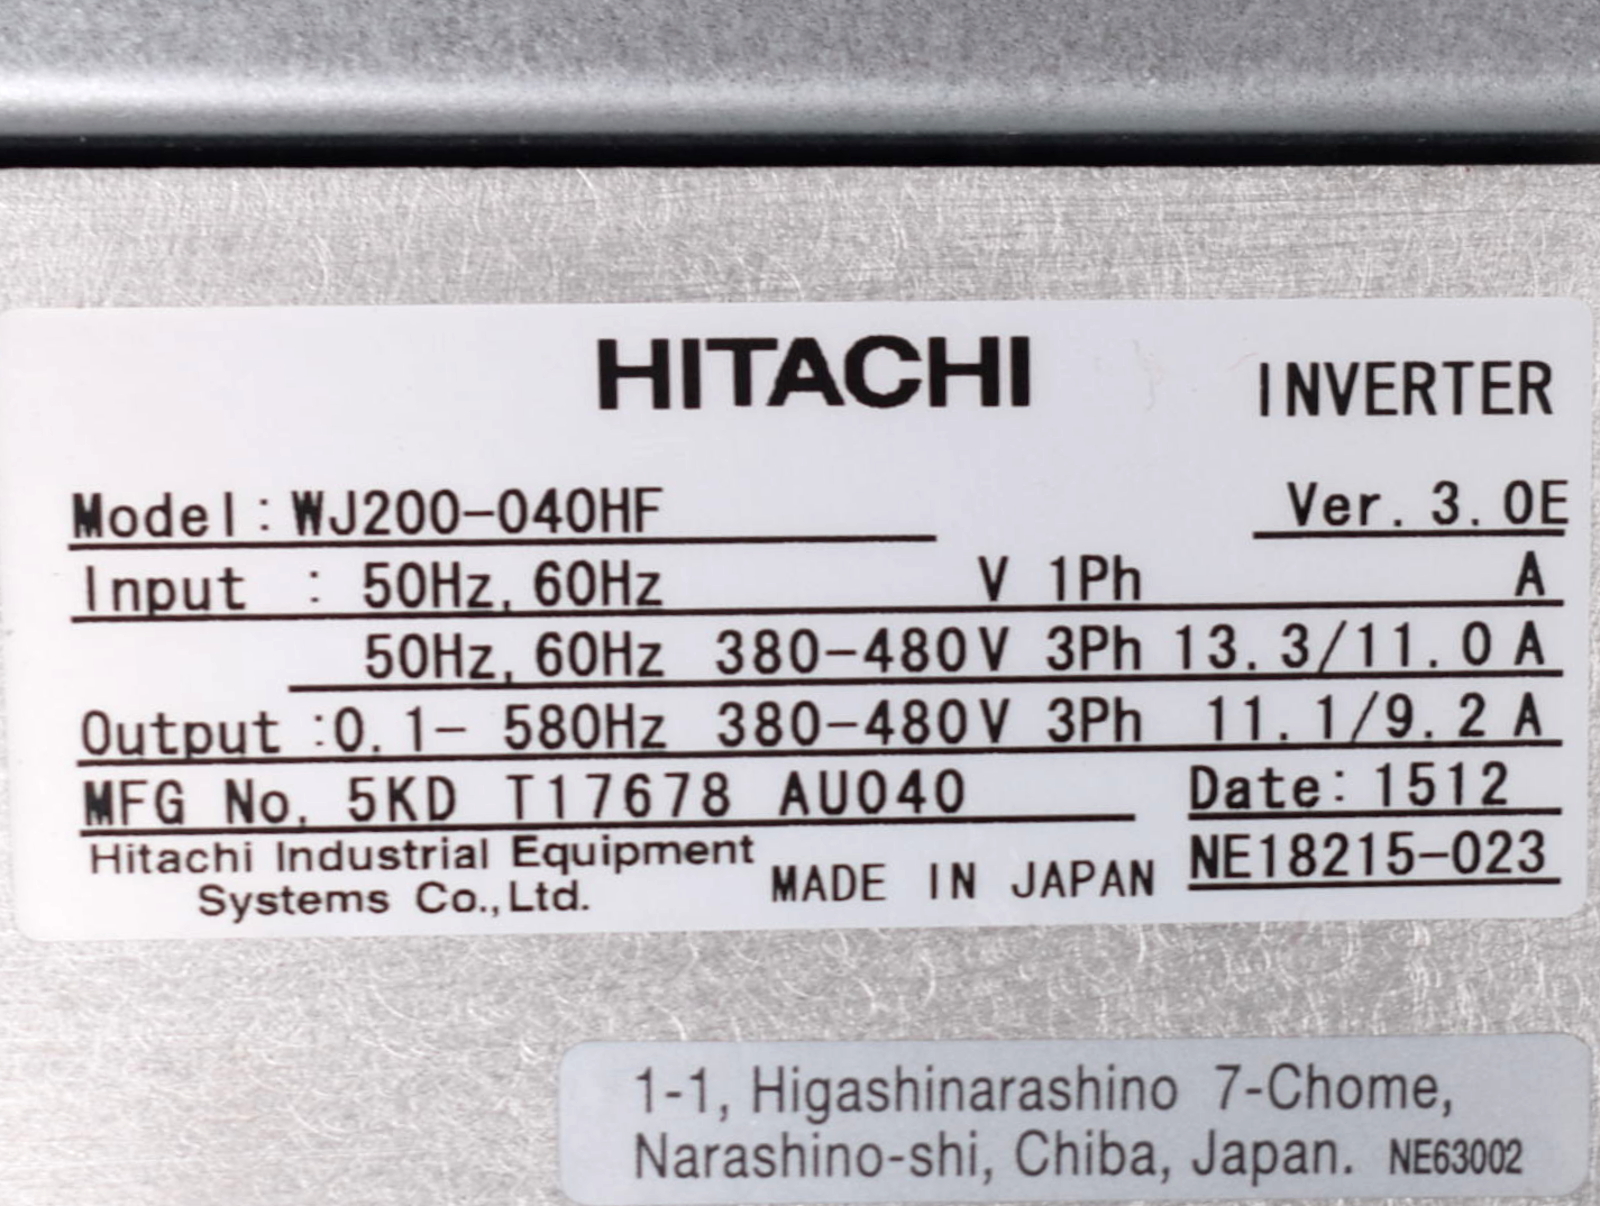 HITACHI INVERTER
Model: WJ200-040HF Ver. 3.0E
Input : 50Hz, 60Hz V 1Ph A
50Hz, 60Hz 380-480V 3Ph 13.3/11.0 A
Output :0.1- 580Hz 380-480V 3Ph 11.1/9.2 A
MFG No. 5KD T17678 AU040 Date: 1512
Hitachi Industrial Equipment
Systems Co., Ltd. MADE IN JAPAN NE18215-023
1-1, Higashinarashino 7-Chome,
Narashino-shi, Chiba, Japan. NE63002